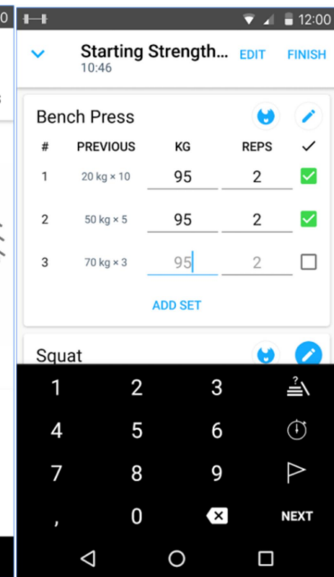 0
12:00
Starting Strength... EDIT FINISH
10:46
Bench Press
# PREVIOUS KG REPS
1 20 kg × 10 95 2
2 50 kg × 5 95 2
3 70 kg × 3 95 2
ADD SET
Squat
1 2 3
4 5 6
7 8 9
, 0 NEXT